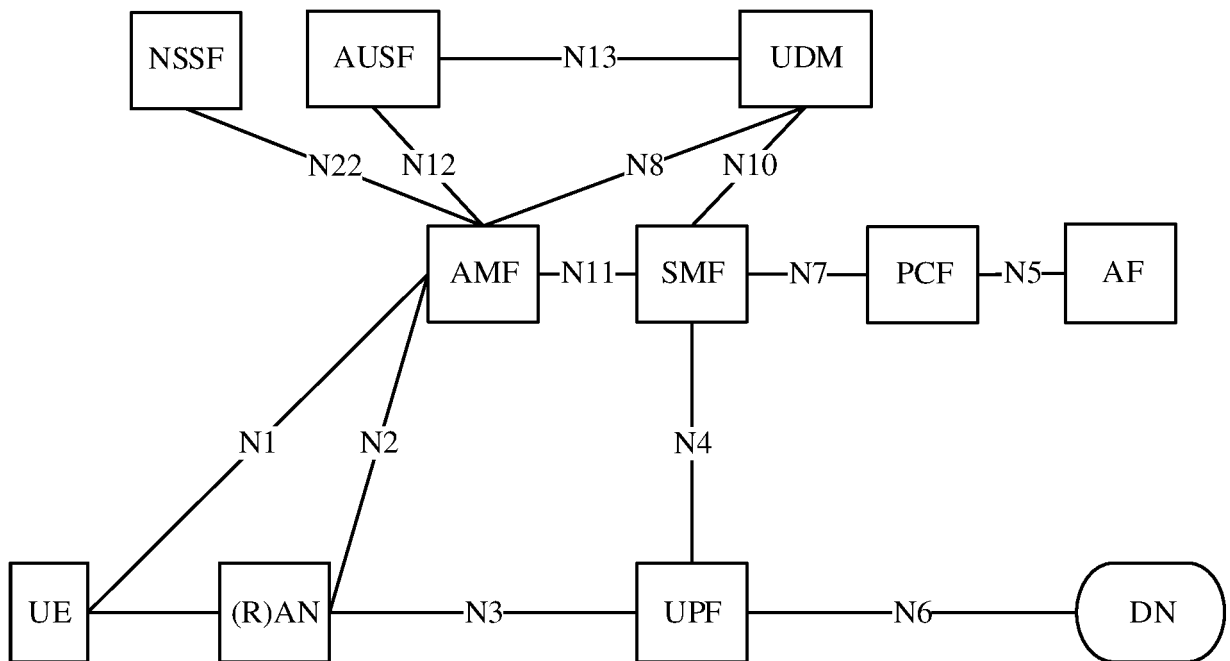 NSSF
AUSF
N13
UDM
N22
N12
N8
N10
AMF
N11
SMF
N7
PCF
N5
AF
N1
N2
N4
UE
(R)AN
N3
UPF
N6
DN